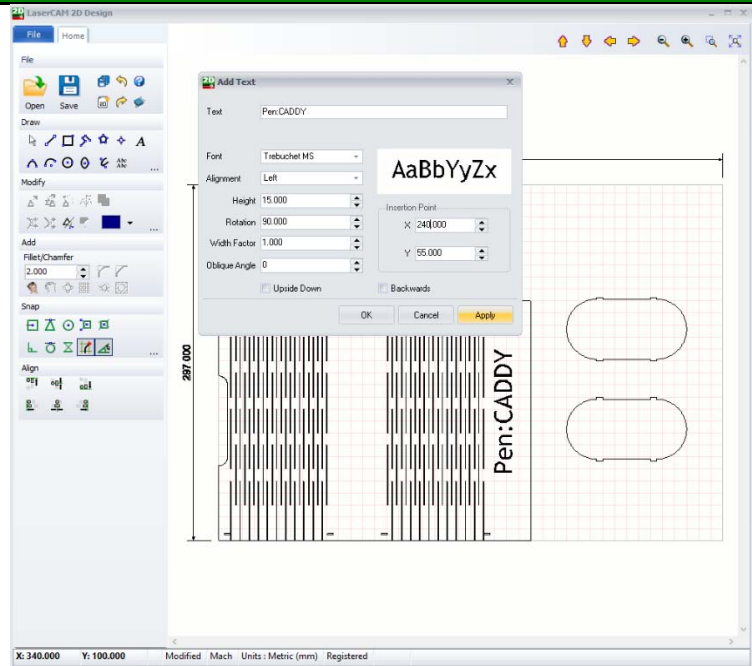 LaserCAM 2D Design
File Home
File
Open Save
Draw
A
Abc
Abc
...
Modify
...
Add
Fillet/Chamfer
2.000
Snap
...
Align
Add Text
Text Pen:CADDY
Font Trebuchet MS
Alignment Left
Height 15.000
Rotation 90.000
Width Factor 1.000
Oblique Angle 0
Upside Down
AaBbYyZx
Insertion Point
X 240.000
Y 55.000
Backwards
OK Cancel Apply
297.000
Pen:CADDY
X: 340.000 Y: 100.000 Modified Mach Units : Metric (mm) Registered